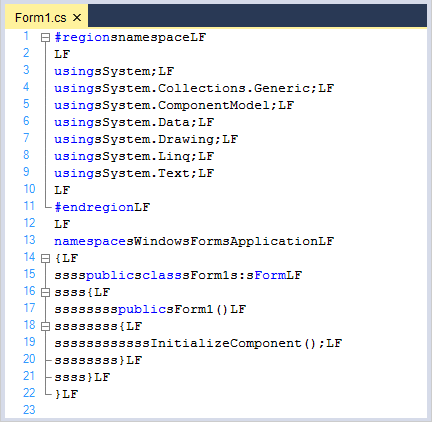 Form1.cs ×
1 #regionsnamespaceLF
2 LF
3 usingsSystem;LF
4 usingsSystem.Collections.Generic;LF
5 usingsSystem.ComponentModel;LF
6 usingsSystem.Data;LF
7 usingsSystem.Drawing;LF
8 usingsSystem.Linq;LF
9 usingsSystem.Text;LF
10 LF
11 #endregionLF
12 LF
13 namespacesWindowsFormsApplicationLF
14 {LF
15 sssspublicsclasssForm1s:sFormLF
16 ssss{LF
17 sssssssspublicsForm1()LF
18 ssssssss{LF
19 ssssssssssssInitializeComponent();LF
20 ssssssss}LF
21 ssss}LF
22 }LF
23